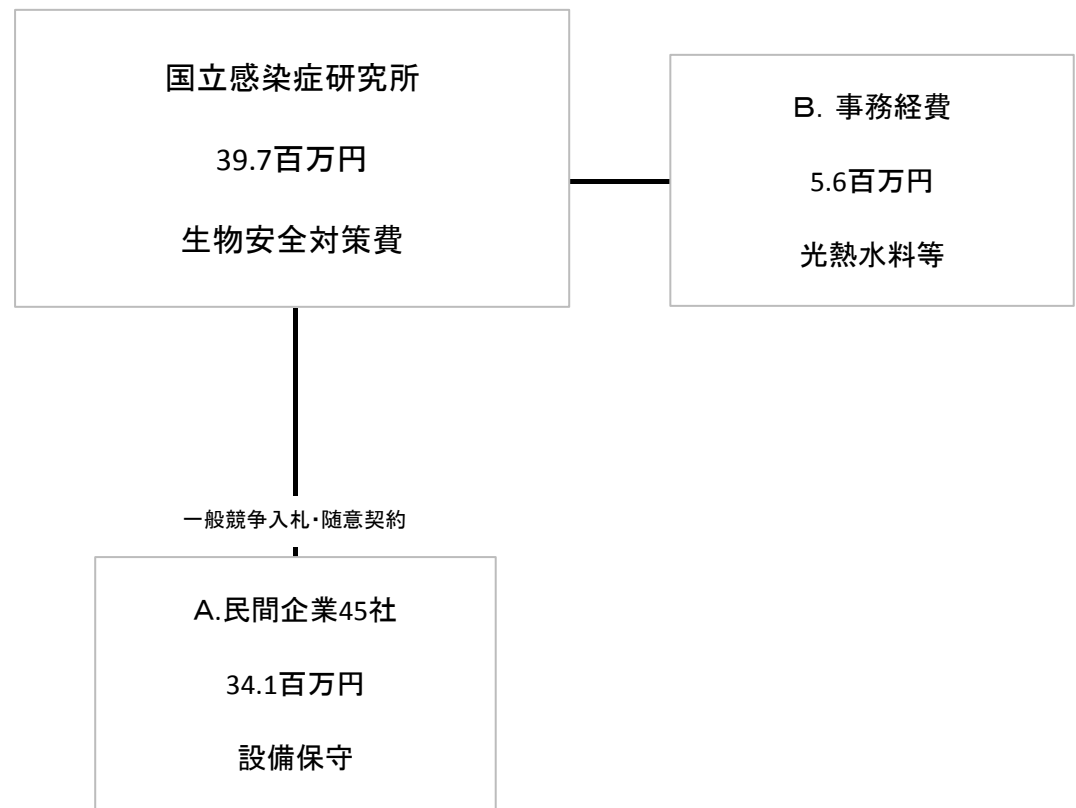 国立感染症研究所
39.7百万円
生物安全対策費
B．事務経費
5.6百万円
光熱水料等
一般競争入札・随意契約
A.民間企業45社
34.1百万円
設備保守